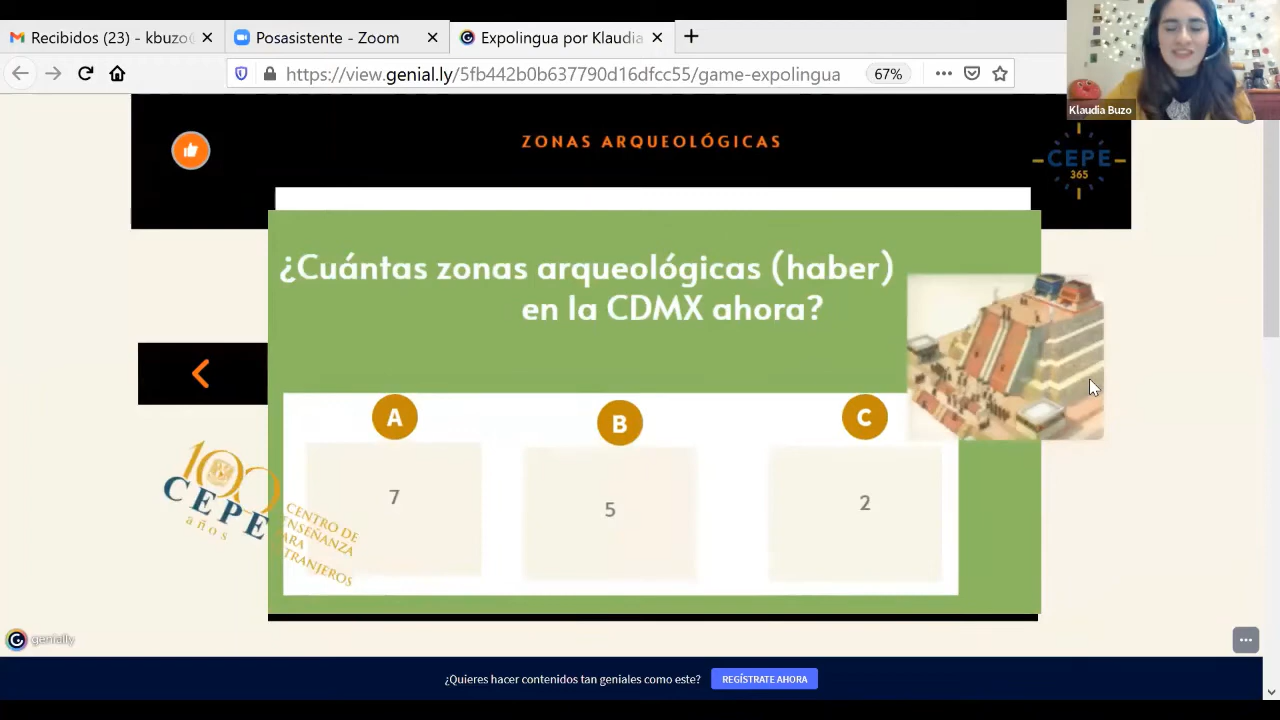 Recibidos (23) - kbuzo@
Posasistente - Zoom
Expolingua por Klaudia
https://view.genial.ly/5fb442b0b637790d16dfcc55/game-expolingua
67%
Klaudia Buzo
ZONAS ARQUEOLÓGICAS
CEPE
365
¿Cuántas zonas arqueológicas (haber)
en la CDMX ahora?
A
B
C
7
5
2
100
CEPE
años
CENTRO DE
ENSEÑANZA
PARA
EXTRANJEROS
genially
¿Quieres hacer contenidos tan geniales como este?
REGÍSTRATE AHORA